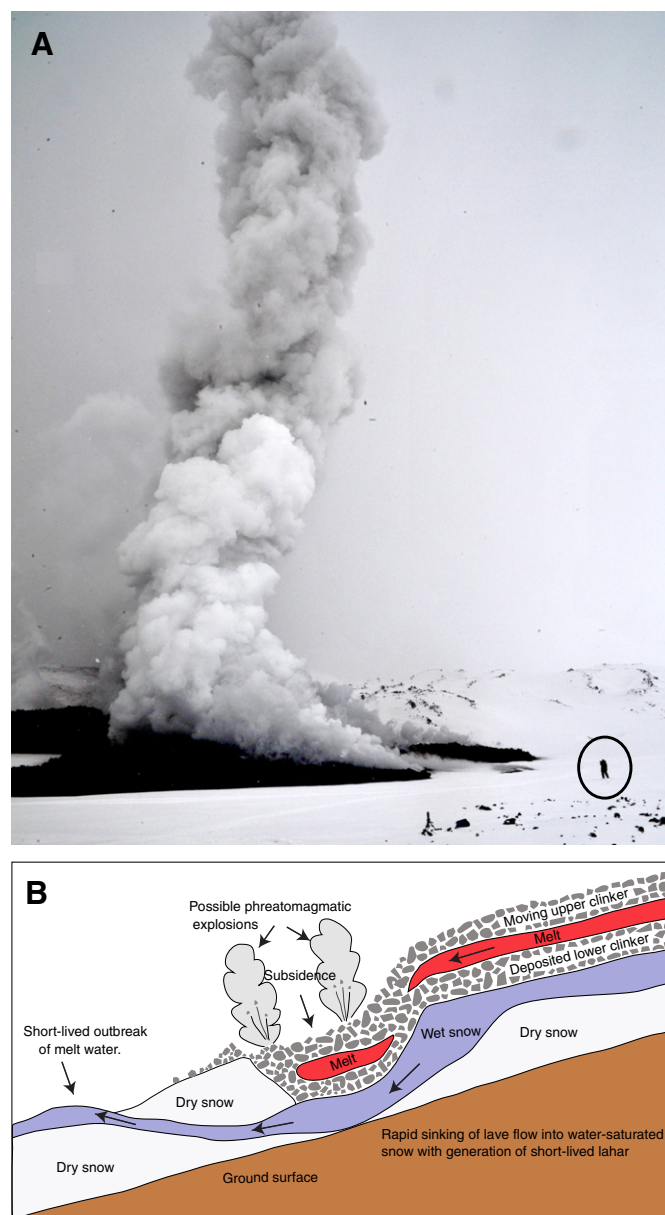 A
B
Possible phreatomagmatic
explosions
Moving upper clinker
Melt
Deposited lower clinker
Subsidence
Short-lived outbreak
of melt water.
Wet snow
Dry snow
Melt
Dry snow
Rapid sinking of lave flow into water-saturated
snow with generation of short-lived lahar
Dry snow
Ground surface